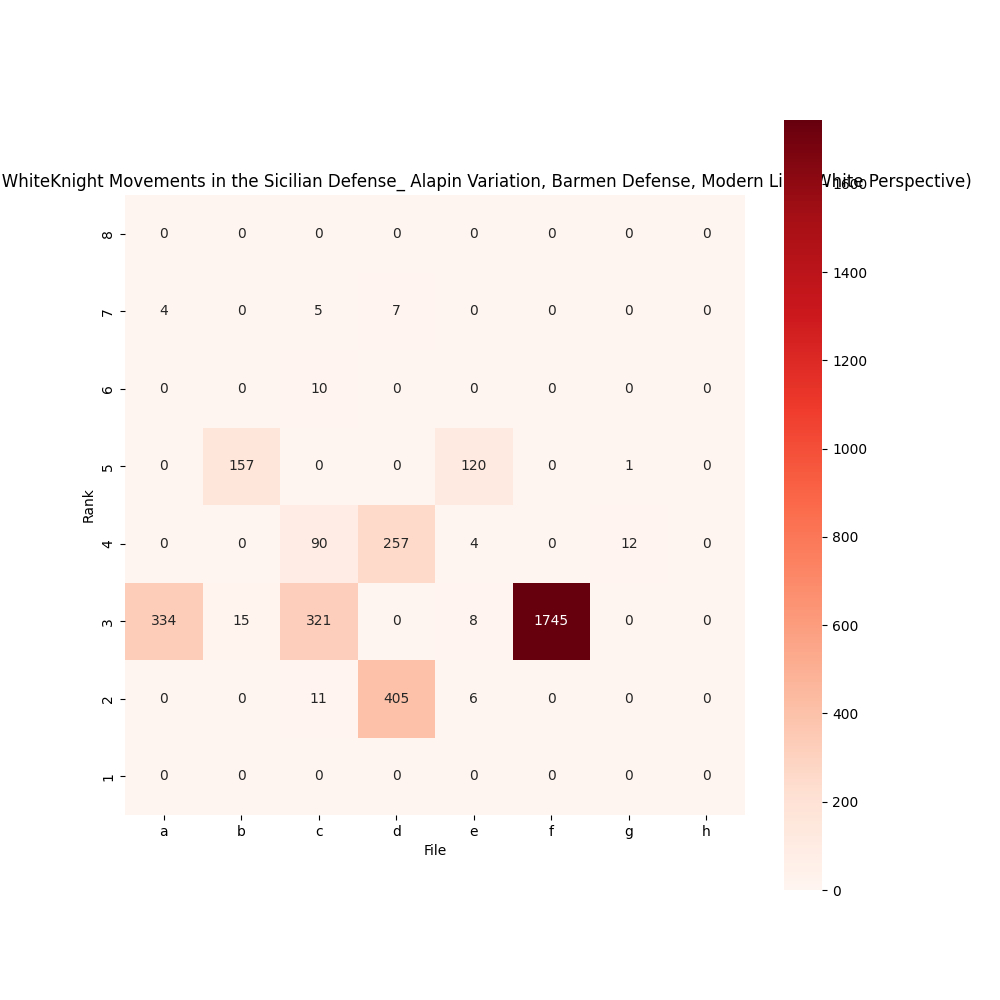 WhiteKnight Movements in the Sicilian Defense_ Alapin Variation, Barmen Defense, Modern Li White Perspective)
1600
8 0 0 0 0 0 0 0 0
1400
7 4 0 5 7 0 0 0 0
1200
6 0 0 10 0 0 0 0 0
1000
5 0 157 0 0 120 0 1 0
Rank
800
4 0 0 90 257 4 0 12 0
600
3 334 15 321 0 8 1745 0 0
400
2 0 0 11 405 6 0 0 0
200
1 0 0 0 0 0 0 0 0
a b c d e f g h
File
0